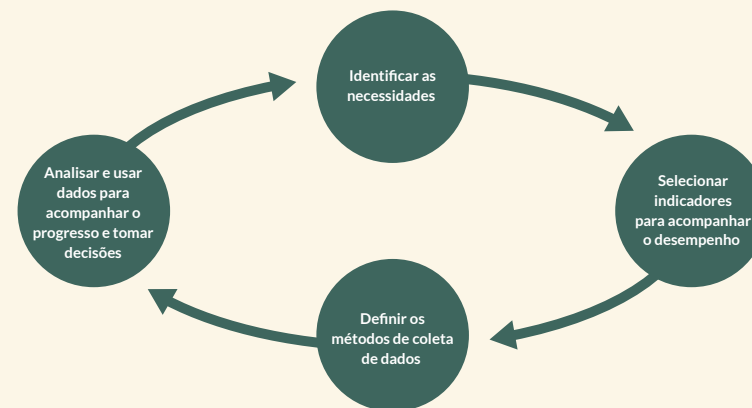 Identificar as
necessidades
Selecionar
indicadores
para acompanhar
o desempenho
Definir os
métodos de coleta
de dados
Analisar e usar
dados para
acompanhar o
progresso e tomar
decisões